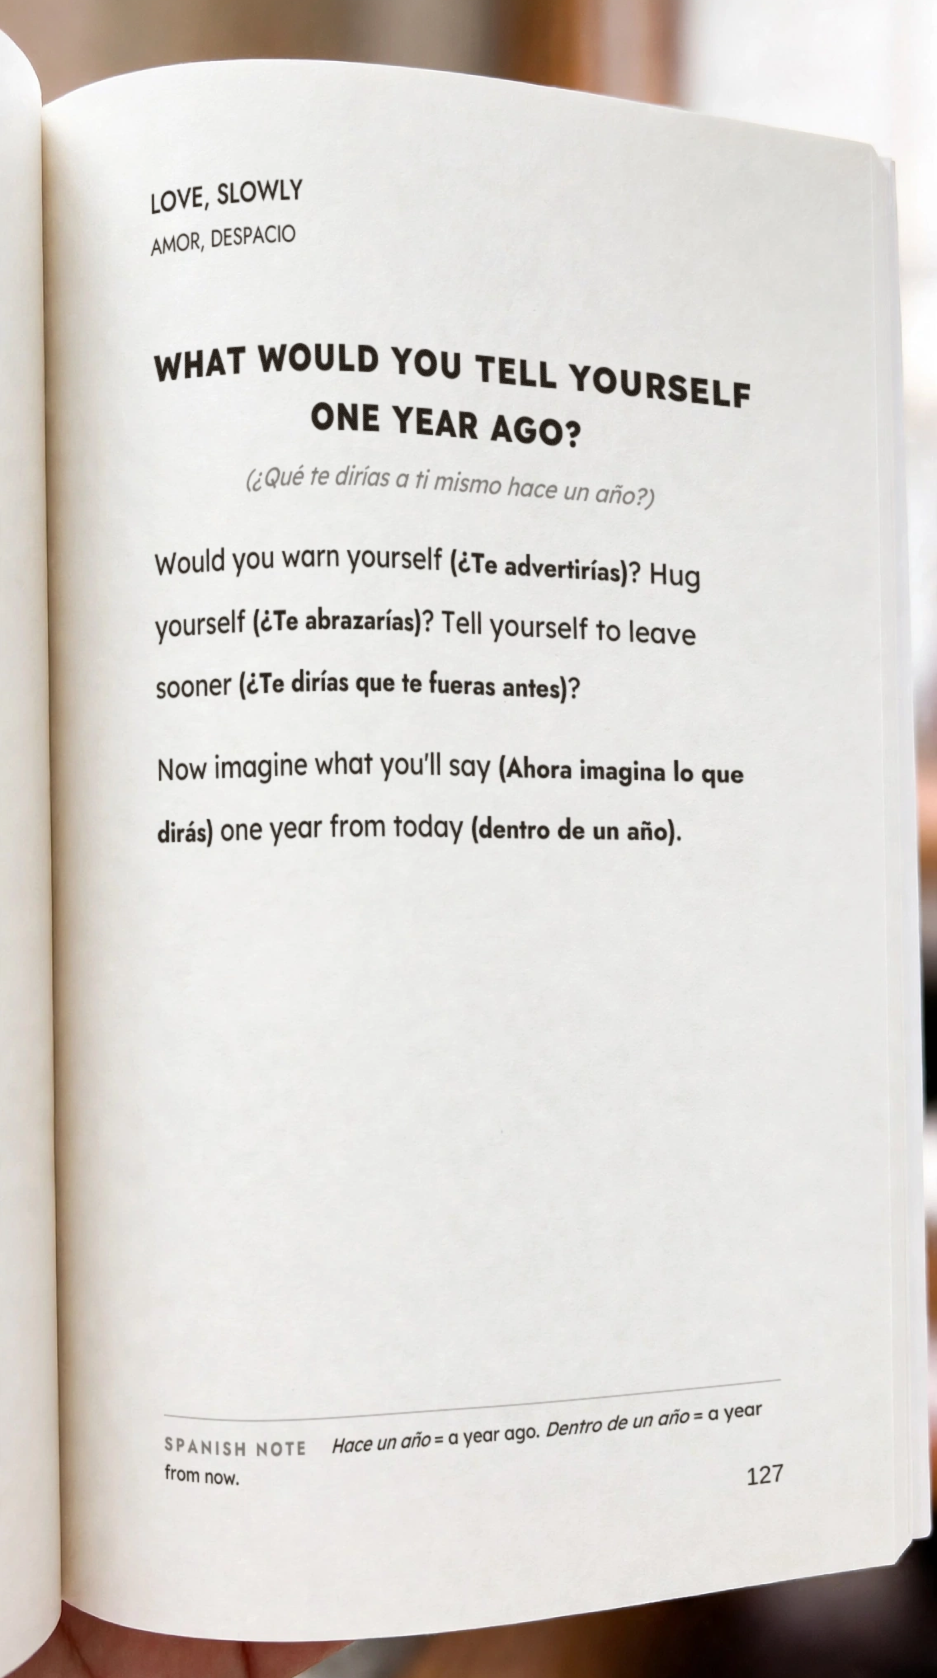 LOVE, SLOWLY
AMOR, DESPACIO
WHAT WOULD YOU TELL YOURSELF
ONE YEAR AGO?
(¿Qué te dirías a ti mismo hace un año?)
Would you warn yourself (¿Te advertirías)? Hug
yourself (¿Te abrazarías)? Tell yourself to leave
sooner (¿Te dirías que te fueras antes)?
Now imagine what you'll say (Ahora imagina lo que
dirás) one year from today (dentro de un año).
SPANISH NOTE Hace un año = a year ago. Dentro de un año = a year
from now.
127